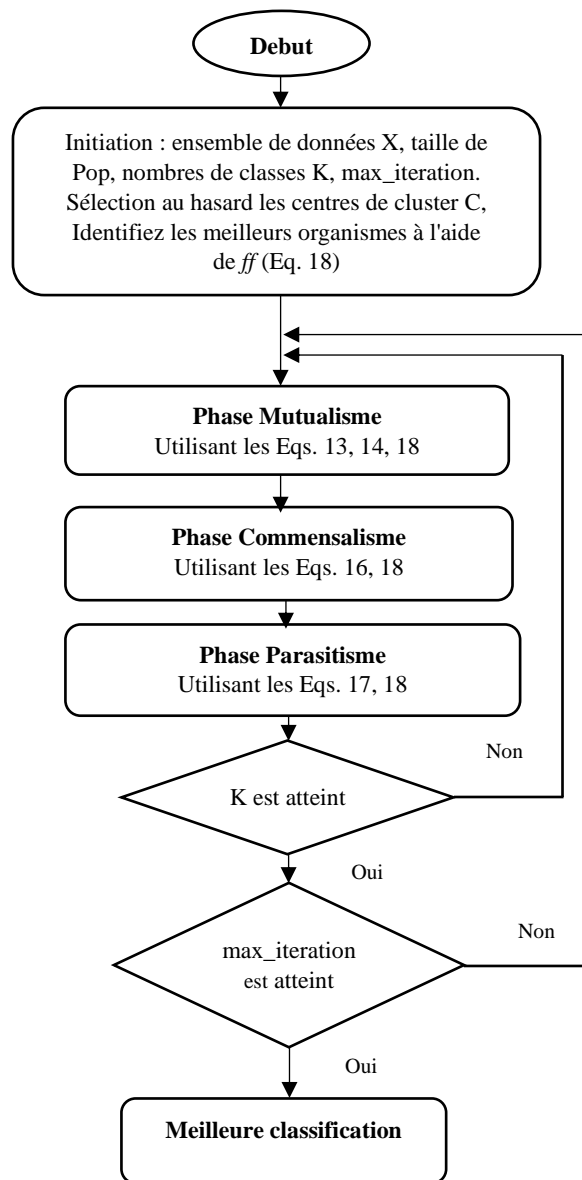 Debut
Initiation : ensemble de données X, taille de
Pop, nombres de classes K, max_iteration.
Sélection au hasard les centres de cluster C,
Identifiez les meilleurs organismes à l'aide
de ff (Eq. 18)
Phase Mutualisme
Utilisant les Eqs. 13, 14, 18
Phase Commensalisme
Utilisant les Eqs. 16, 18
Phase Parasitisme
Utilisant les Eqs. 17, 18
Non
K est atteint
Oui
Non
max_iteration
est atteint
Oui
Meilleure classification